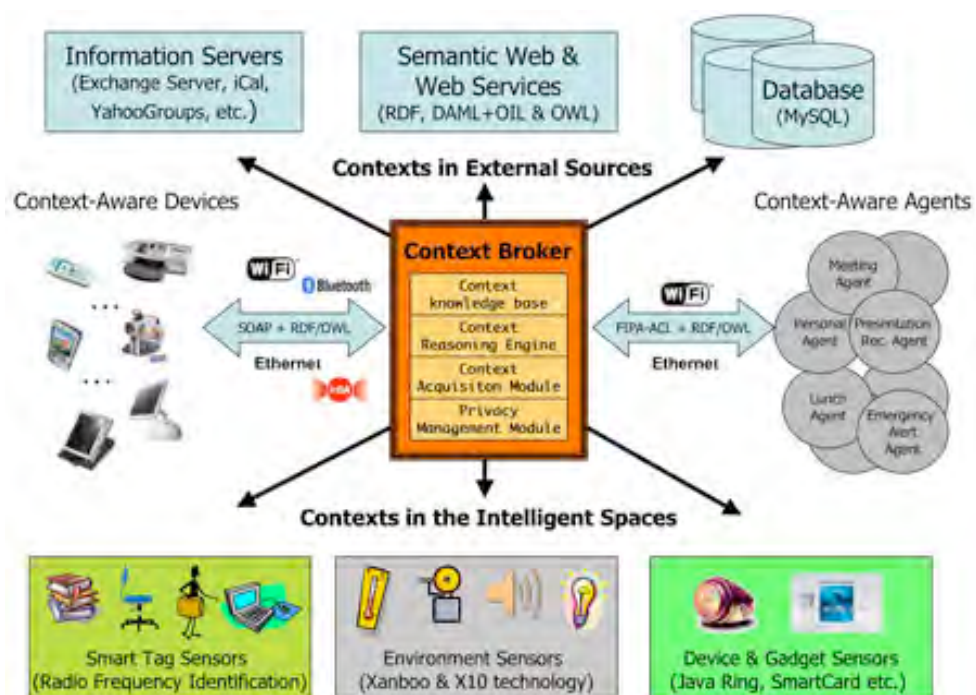 Information Servers
(Exchange Server, iCal,
YahooGroups, etc.)
Semantic Web &
Web Services
(RDF, DAML+OIL & OWL)
Database
(MySQL)
Contexts in External Sources
Context-Aware Devices
Context-Aware Agents
Context Broker
Context
knowledge base
Context
Reasoning Engine
Context
Acquisiton Module
Privacy
Management Module
WiFi
Bluetooth
SOAP + RDF/OWL
Ethernet
IrDA
WiFi
FIPA-ACL + RDF/OWL
Ethernet
Meeting
Agent
Personal
Agent
Presentation
Rec. Agent
Lunch
Agent
Emergency
Alert
Agent
Contexts in the Intelligent Spaces
Smart Tag Sensors
(Radio Frequency Identification)
Environment Sensors
(Xanboo & X10 technology)
Device & Gadget Sensors
(Java Ring, SmartCard etc.)